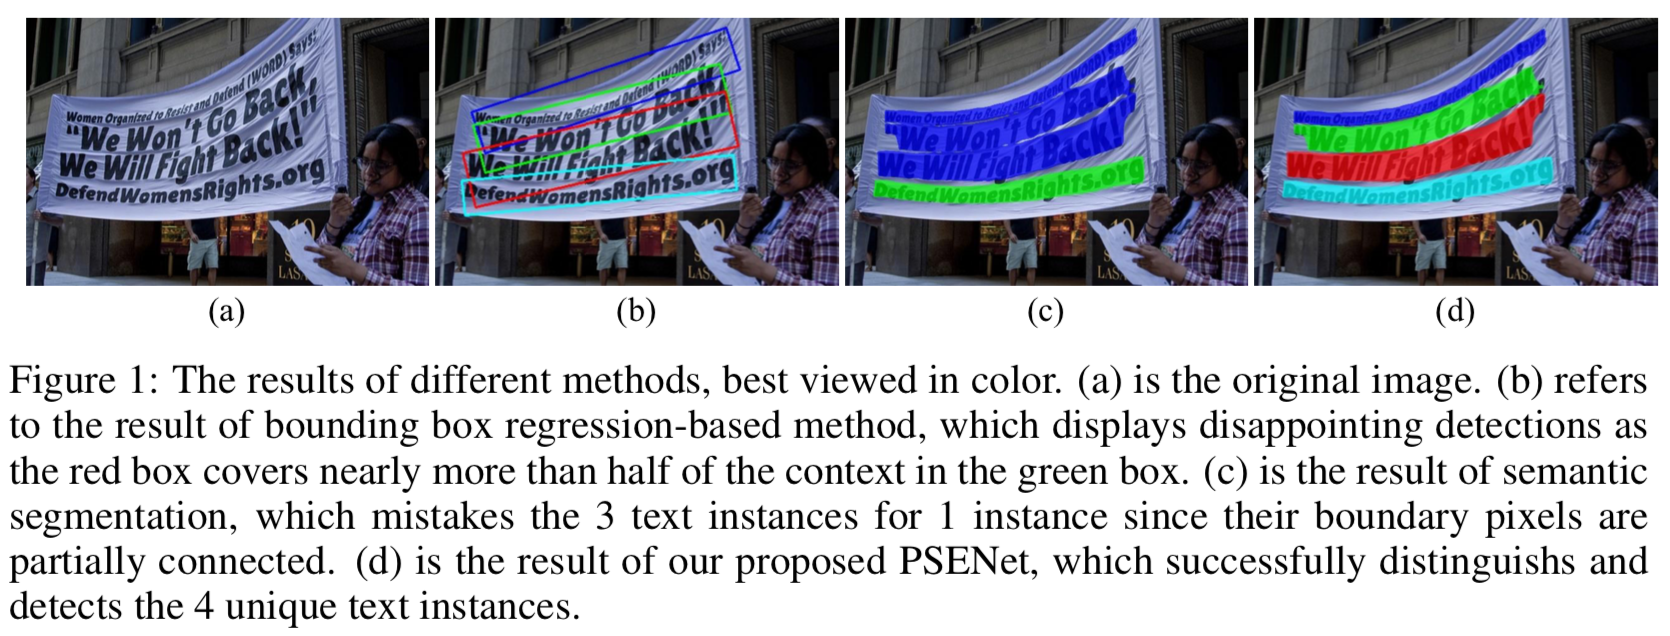 Women Organized to Resist and Defend (WORD) Says:
"We Won't Go Back,
We Will Fight Back!"
DefendWomensRights.org
LAS
Women Organized to Resist and Defend (WORD) Says:
"We Won't Go Back,
We Will Fight Back!"
DefendWomensRights.org
LAS
Women Organized to Resist and Defend (WORD) Says:
"We Won't Go Back,
We Will Fight Back!"
DefendWomensRights.org
LAS
Women Organized to Resist and Defend (WORD) Says:
"We Won't Go Back,
We Will Fight Back!"
DefendWomensRights.org
LAS
(a) (b) (c) (d)
Figure 1: The results of different methods, best viewed in color. (a) is the original image. (b) refers
to the result of bounding box regression-based method, which displays disappointing detections as
the red box covers nearly more than half of the context in the green box. (c) is the result of semantic
segmentation, which mistakes the 3 text instances for 1 instance since their boundary pixels are
partially connected. (d) is the result of our proposed PSENet, which successfully distinguishs and
detects the 4 unique text instances.